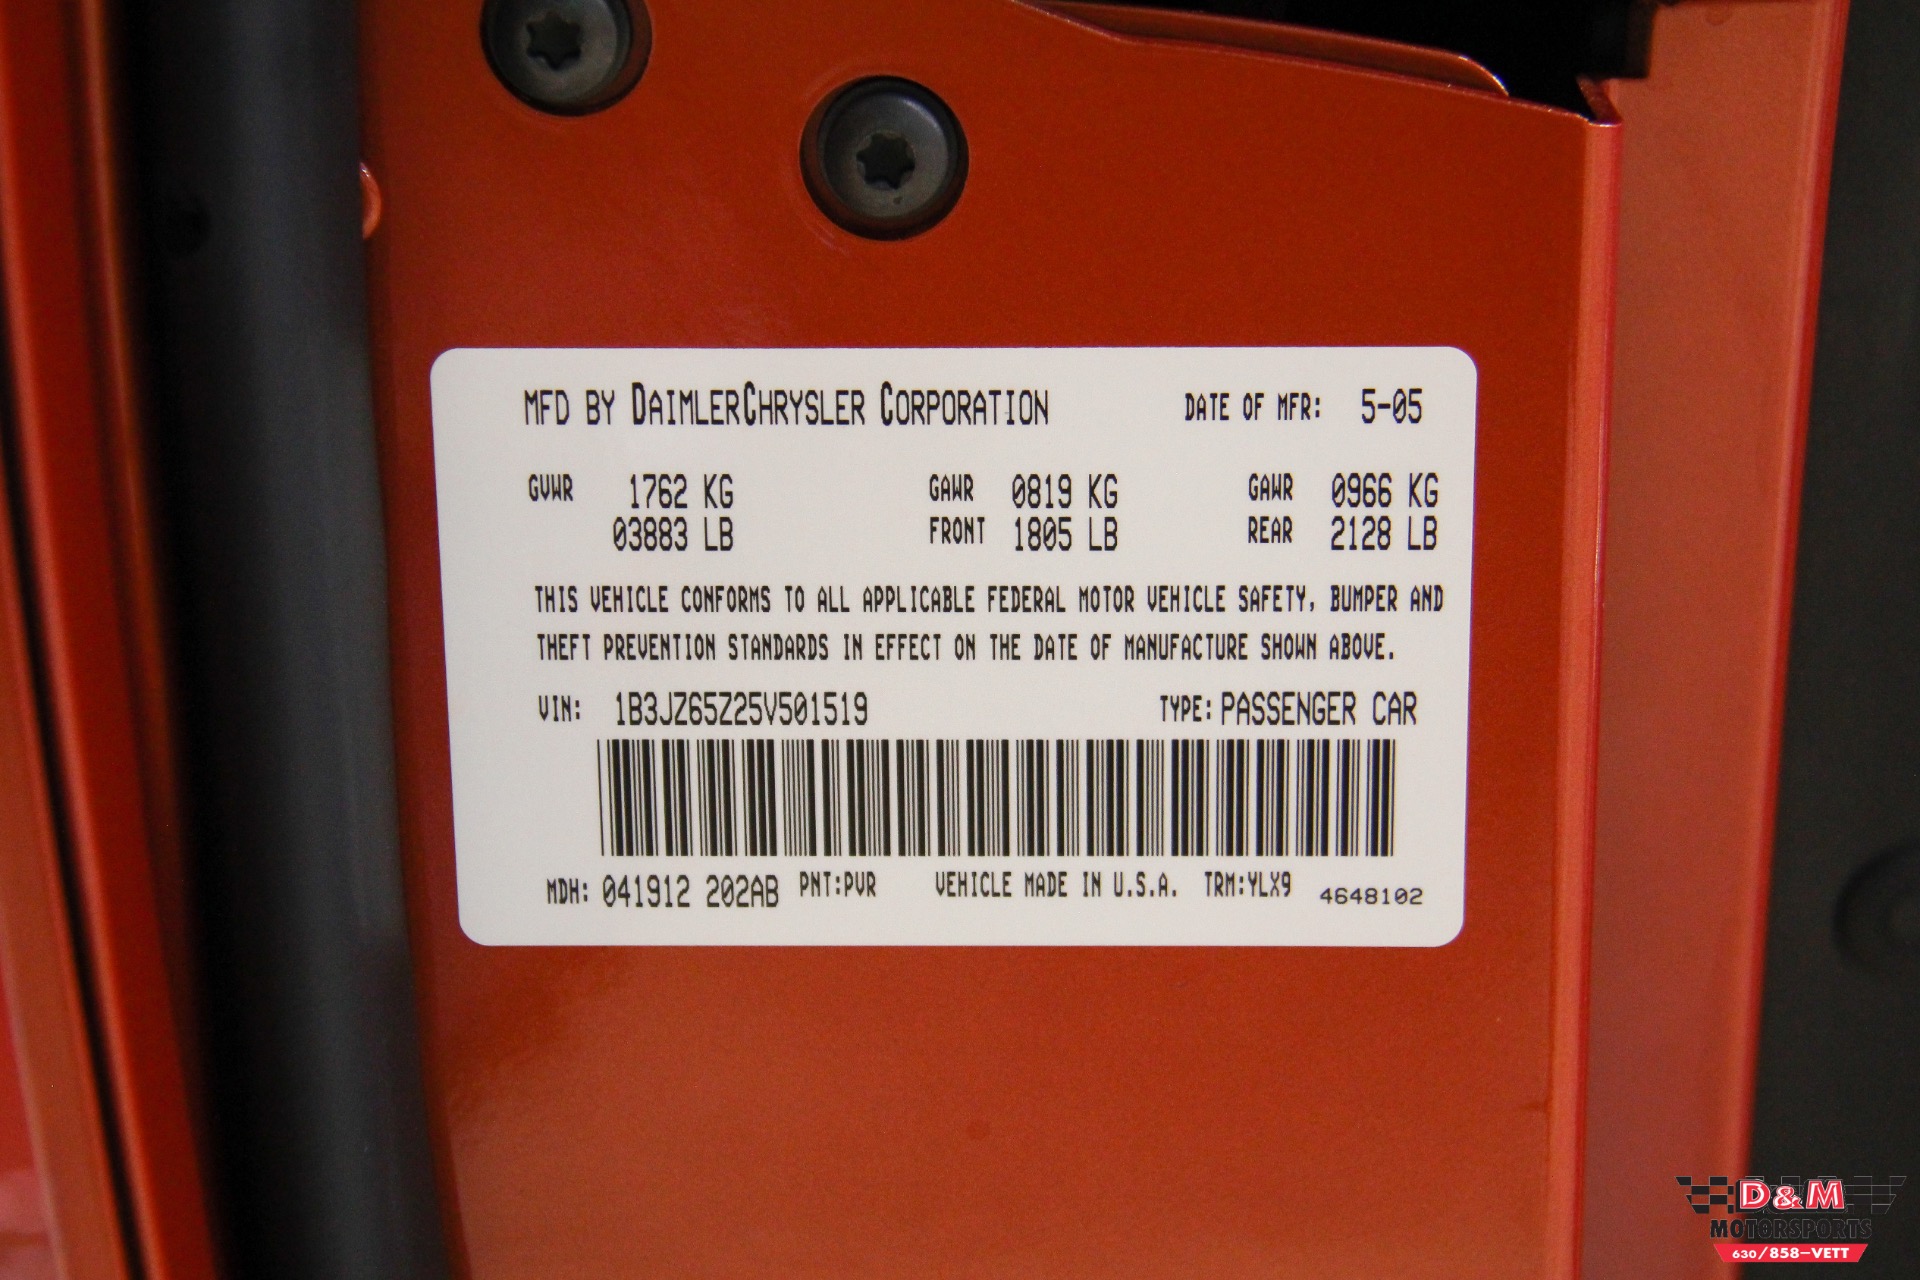 MFD BY DAIMLERCHRYSLER CORPORATION DATE OF MFR: 5-05
GVWR 1762 KG GAWR 0819 KG GAWR 0966 KG
03883 LB FRONT 1805 LB REAR 2128 LB
THIS VEHICLE CONFORMS TO ALL APPLICABLE FEDERAL MOTOR VEHICLE SAFETY, BUMPER AND
THEFT PREVENTION STANDARDS IN EFFECT ON THE DATE OF MANUFACTURE SHOWN ABOVE.
VIN: 1B3JZ65Z25V501519 TYPE: PASSENGER CAR
MDH: 041912 202AB PNT:PVR VEHICLE MADE IN U.S.A. TRM:YLX9 4648102
D&M
MOTORSPORTS
630/858-VETT